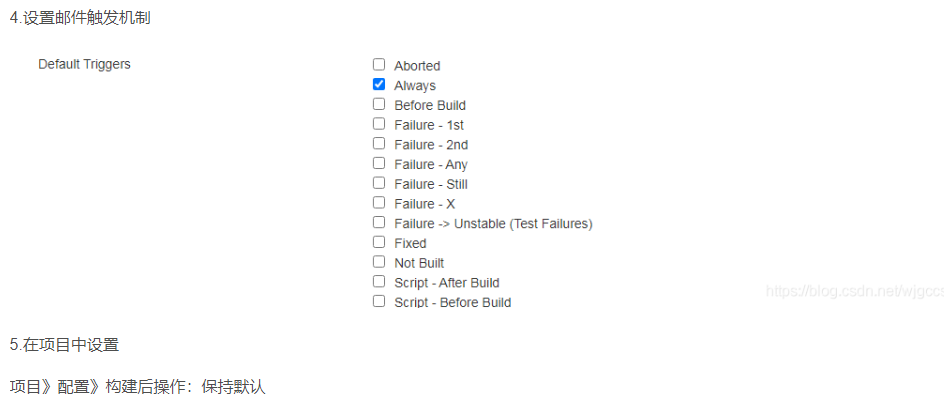 4.设置邮件触发机制
Default Triggers
Aborted
Always
Before Build
Failure - 1st
Failure - 2nd
Failure - Any
Failure - Still
Failure - X
Failure -> Unstable (Test Failures)
Fixed
Not Built
Script - After Build
Script - Before Build
https://blog.csdn.net/wjgccs
5.在项目中设置
项目》配置》构建后操作：保持默认